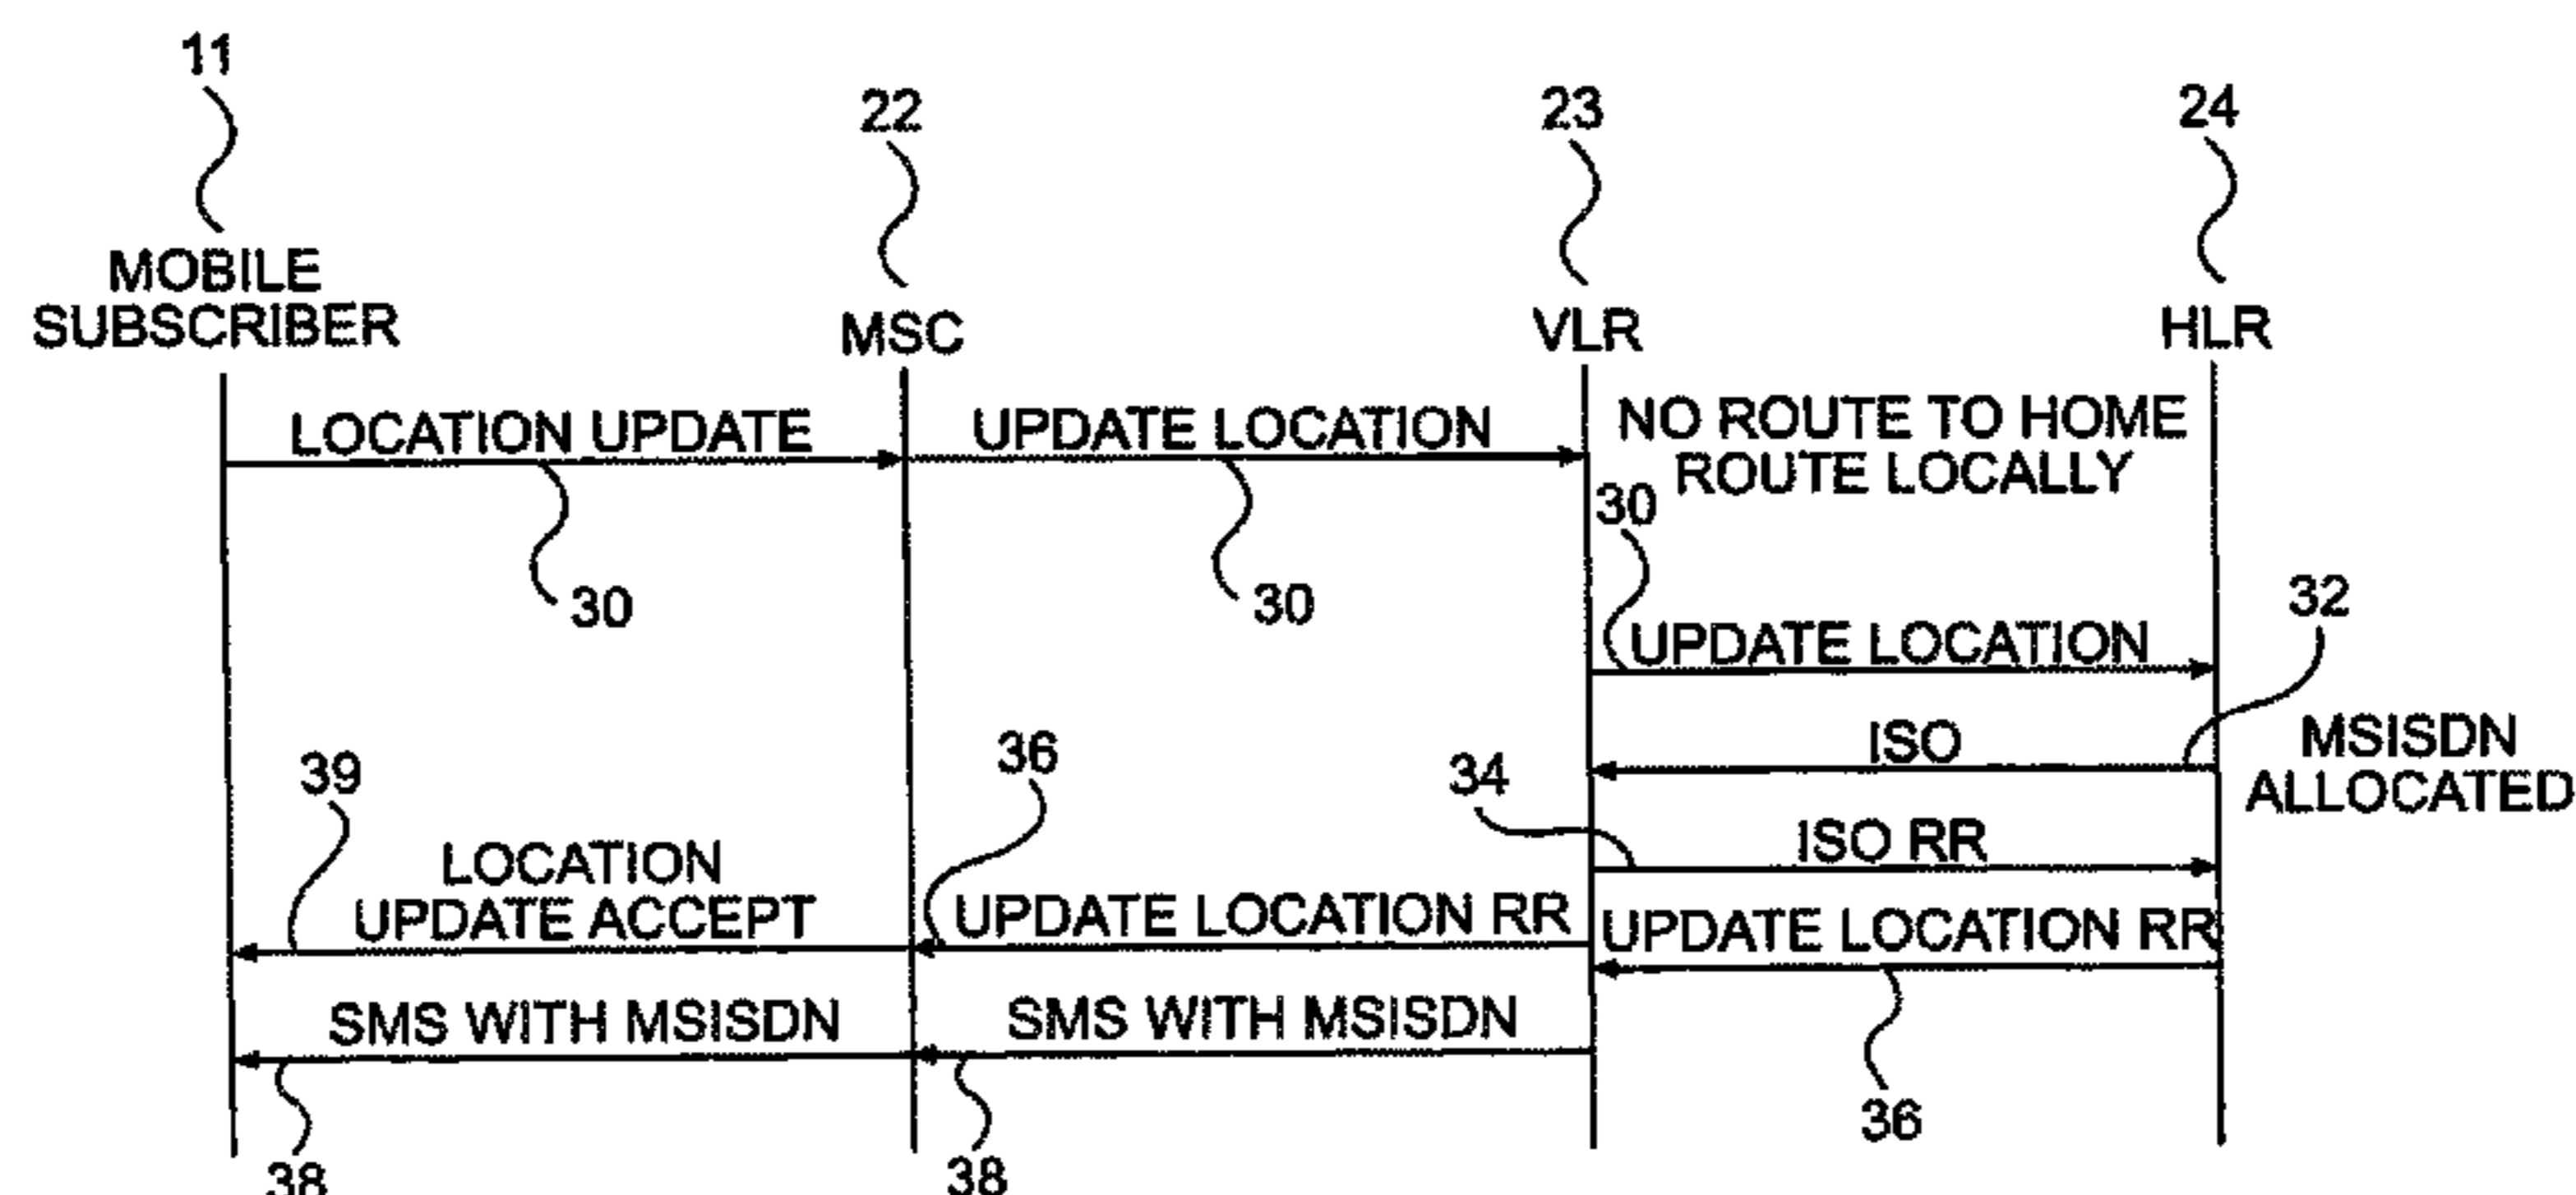 11
22
23
24
MOBILE
SUBSCRIBER
MSC
VLR
HLR
LOCATION UPDATE
UPDATE LOCATION
NO ROUTE TO HOME
ROUTE LOCALLY
30
30
30
UPDATE LOCATION
32
ISO
MSISDN
ALLOCATED
39
36
34
ISO RR
LOCATION
UPDATE ACCEPT
UPDATE LOCATION RR
UPDATE LOCATION RR
SMS WITH MSISDN
SMS WITH MSISDN
36
38
38